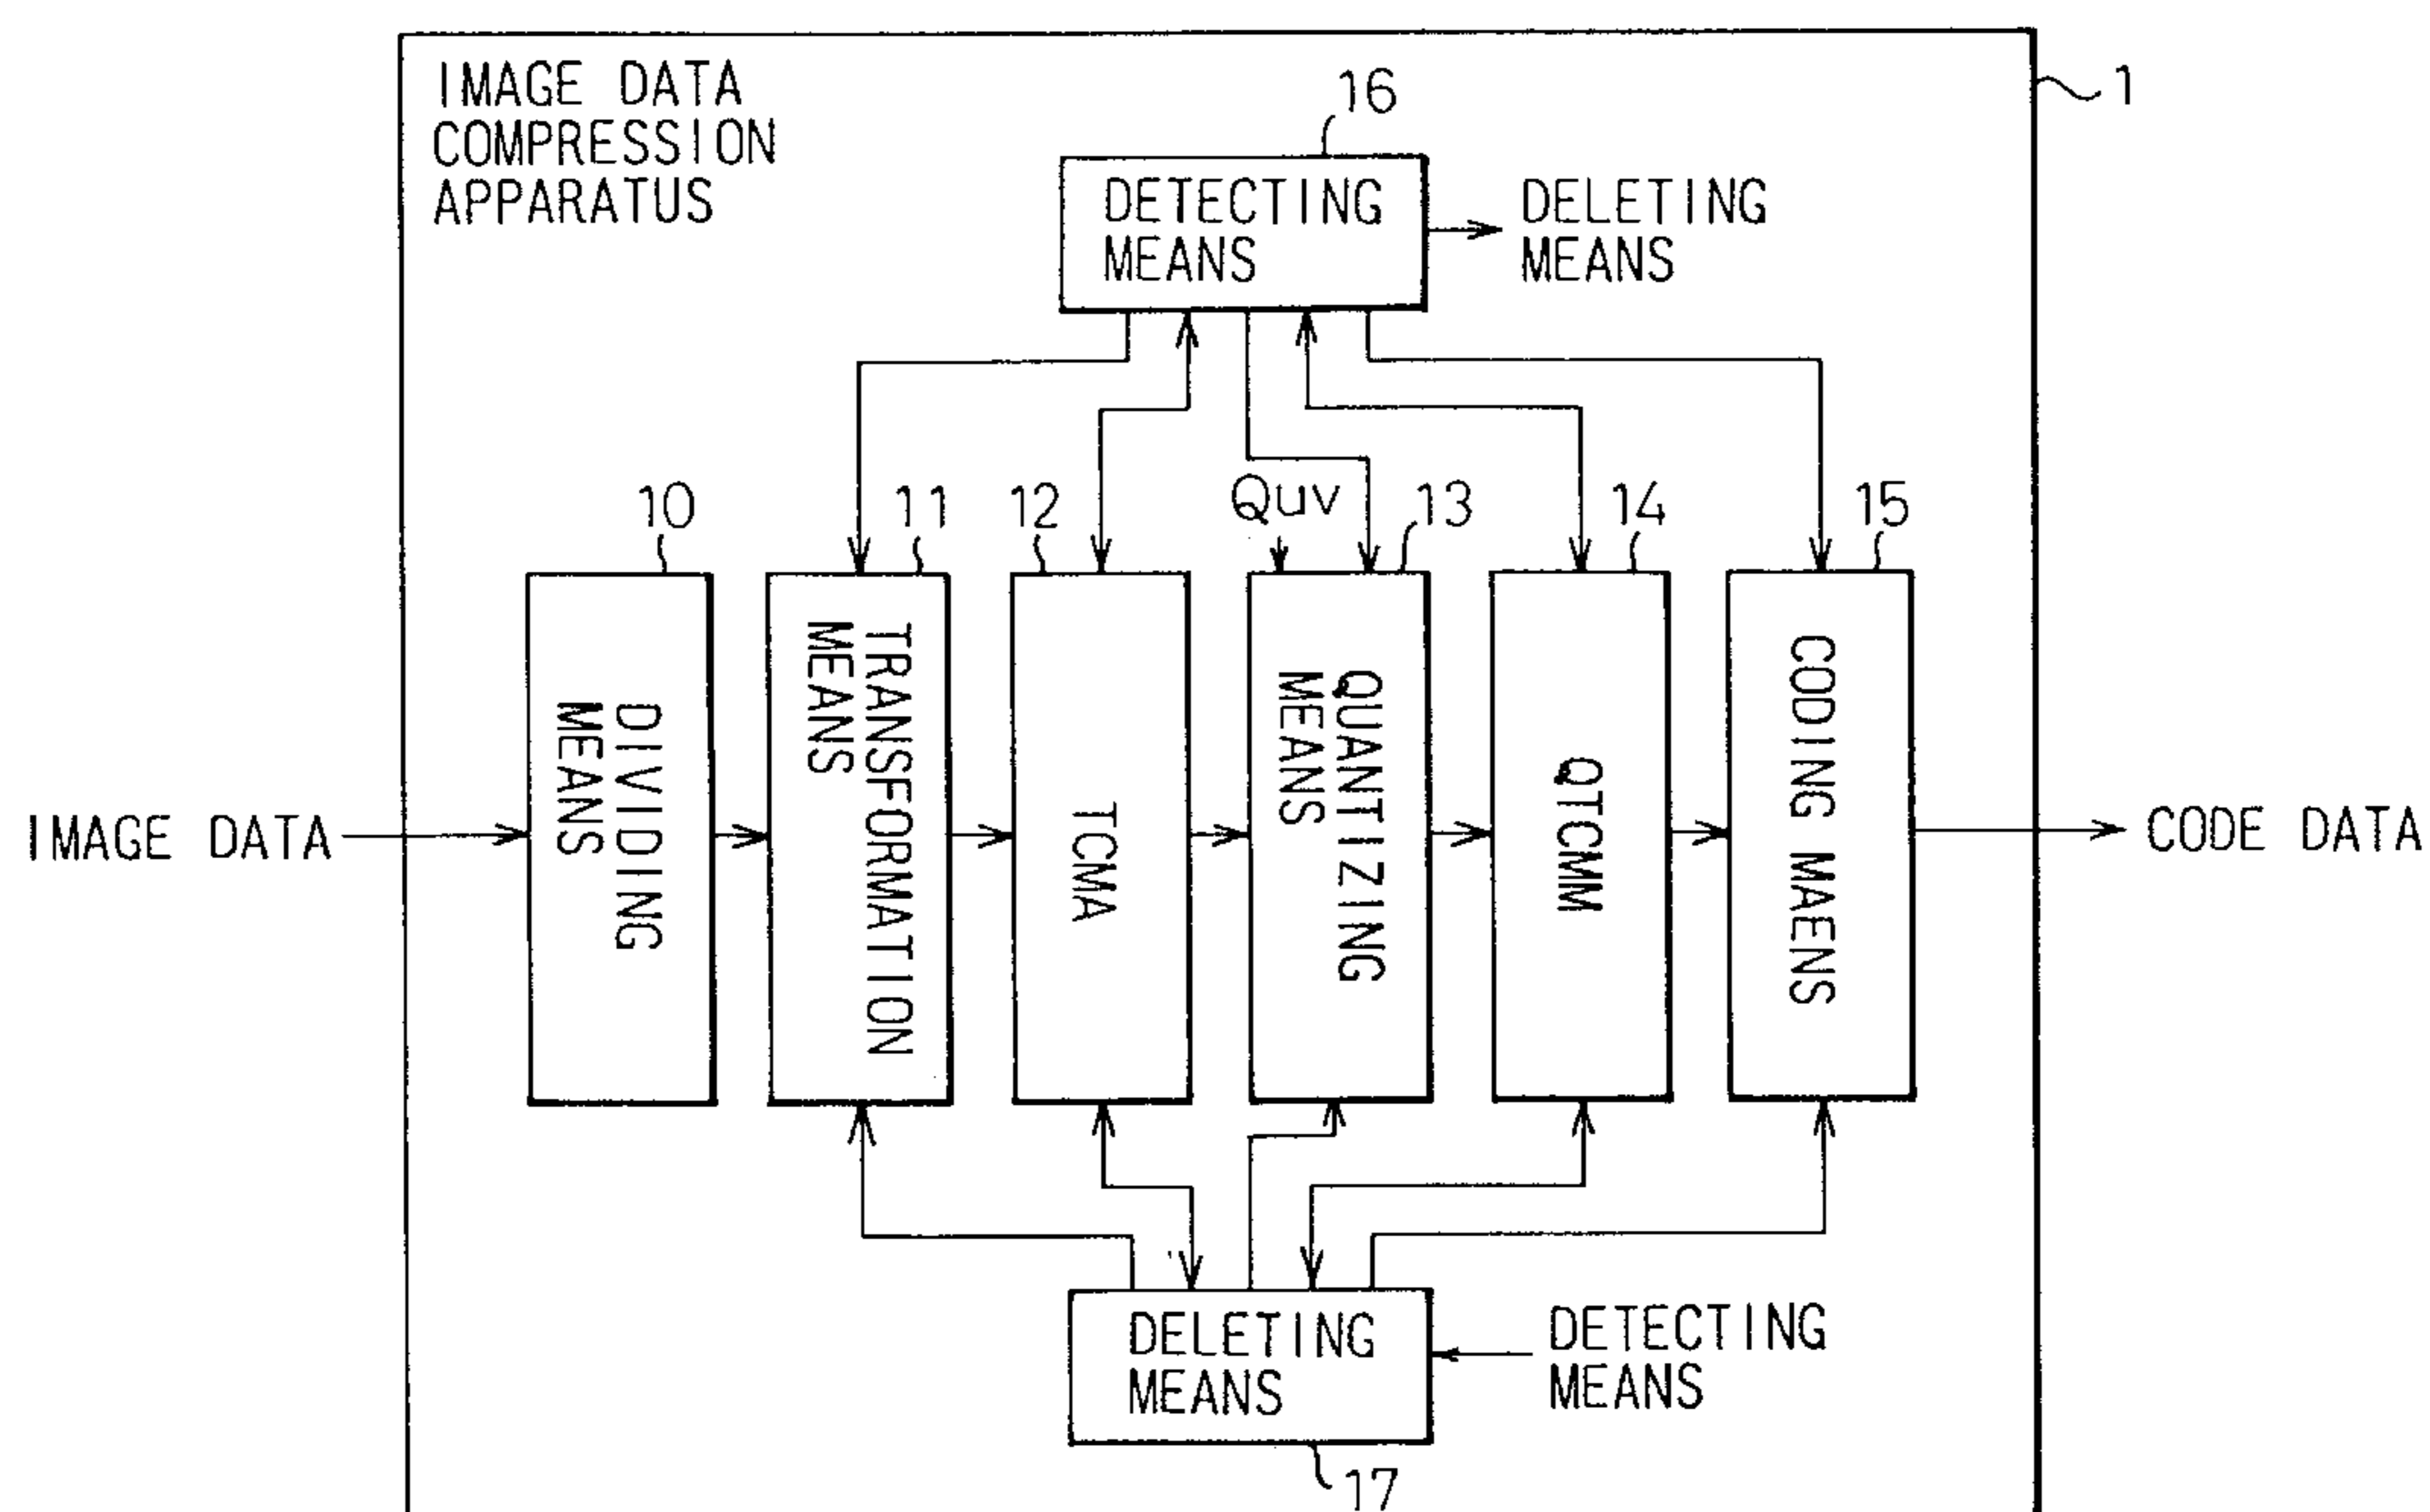 IMAGE DATA
COMPRESSION
APPARATUS
1
16
DETECTING
MEANS
DELETING
MEANS
10
11
12
Quv
13
14
15
IMAGE DATA
DIVIDING
MEANS
TRANSFORMATION
MEANS
TCMA
QUANTIZING
MEANS
QTCMM
CODING MAENS
CODE DATA
DELETING
MEANS
DETECTING
MEANS
17